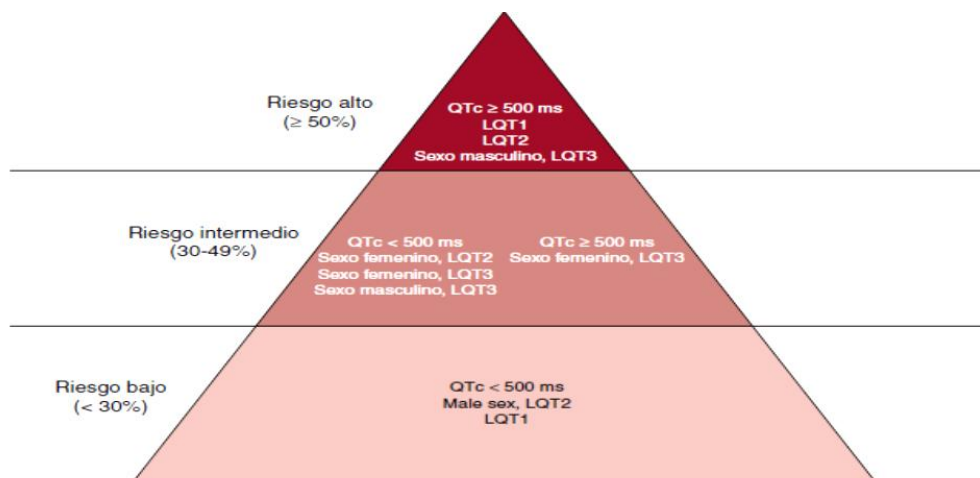 Riesgo alto
(≥ 50%)
QTc ≥ 500 ms
LQT1
LQT2
Sexo masculino, LQT3
Riesgo intermedio
(30-49%)
QTc < 500 ms
Sexo femenino, LQT2
Sexo femenino, LQT3
Sexo masculino, LQT3
QTc ≥ 500 ms
Sexo femenino, LQT3
Riesgo bajo
(< 30%)
QTc < 500 ms
Male sex, LQT2
LQT1